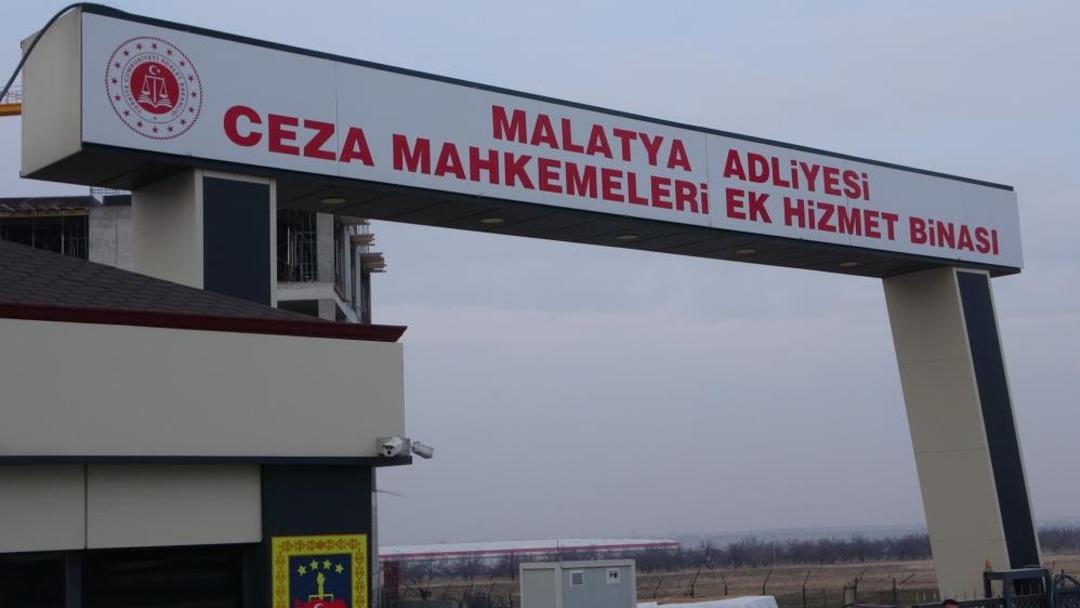 MALATYA ADLİYESİ
CEZA MAHKEMELERİ EK HİZMET BİNASI